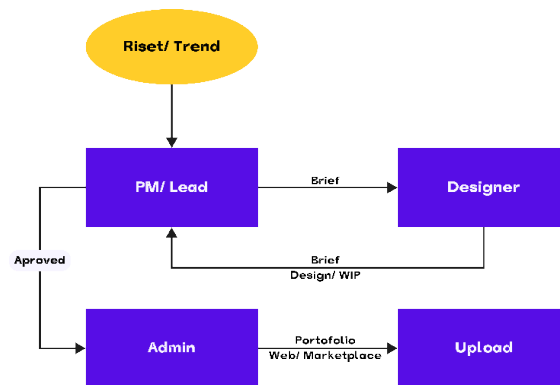 Riset/ Trend
PM/ Lead
Brief
Designer
Aproved
Brief
Design/ WIP
Admin
Portofolio
Web/ Marketplace
Upload